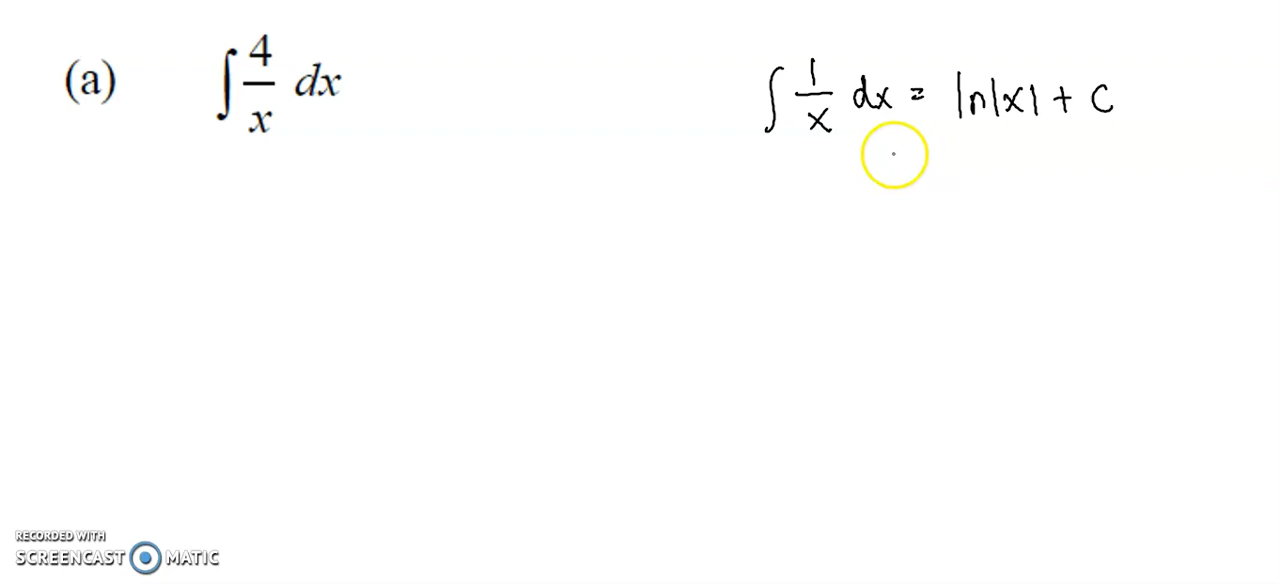 (a) ∫ 4/x dx
∫ 1/x dx = ln|x| + C
RECORDED WITH
SCREENCAST MATIC